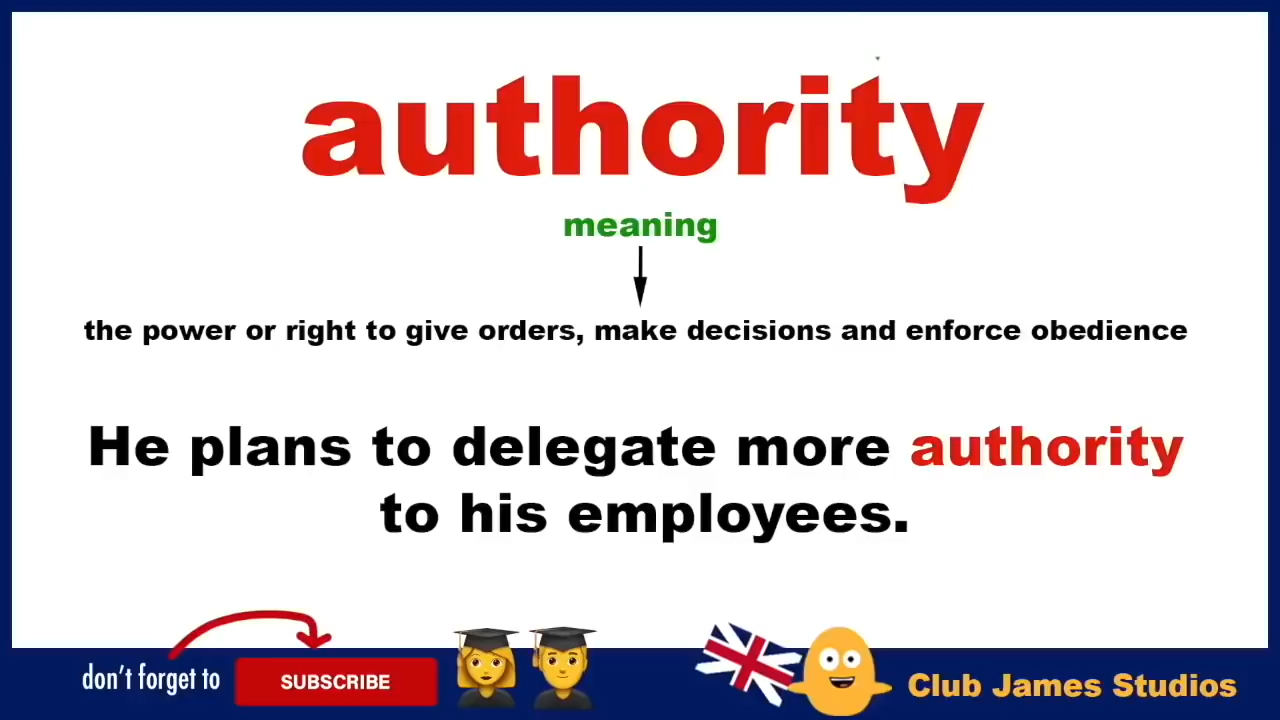 authority
meaning
the power or right to give orders, make decisions and enforce obedience
He plans to delegate more authority
to his employees.
don't forget to
SUBSCRIBE
Club James Studios